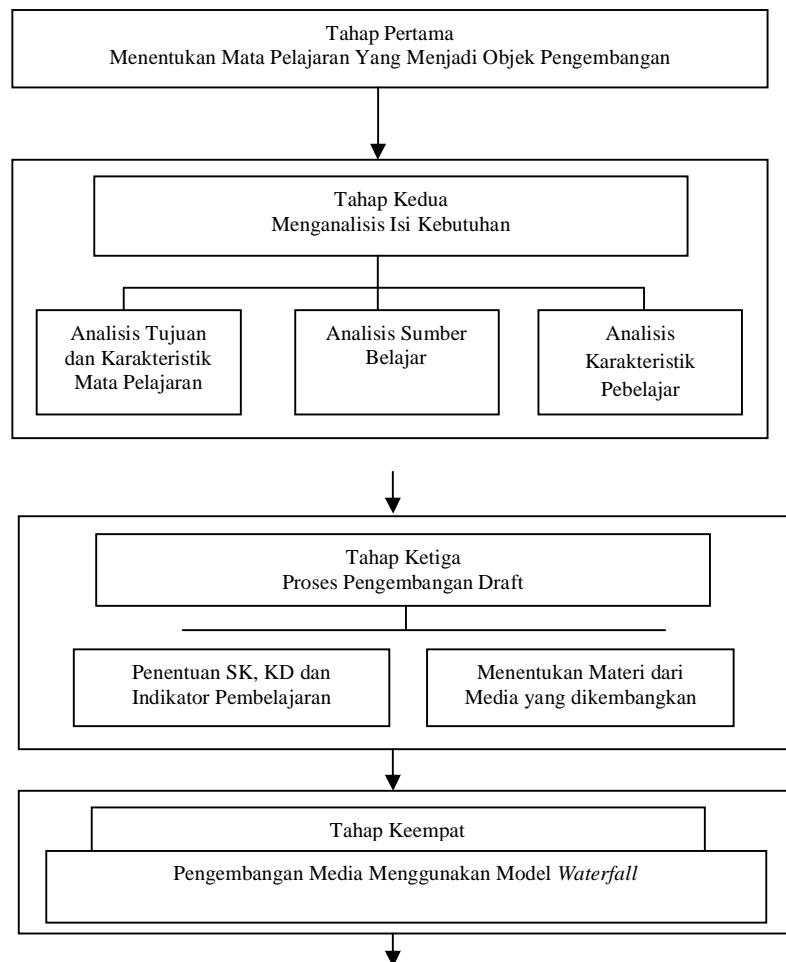 Tahap Pertama
Menentukan Mata Pelajaran Yang Menjadi Objek Pengembangan
Tahap Kedua
Menganalisis Isi Kebutuhan
Analisis Tujuan
dan Karakteristik
Mata Pelajaran
Analisis Sumber
Belajar
Analisis
Karakteristik
Pebelajar
Tahap Ketiga
Proses Pengembangan Draft
Penentuan SK, KD dan
Indikator Pembelajaran
Menentukan Materi dari
Media yang dikembangkan
Tahap Keempat
Pengembangan Media Menggunakan Model Waterfall